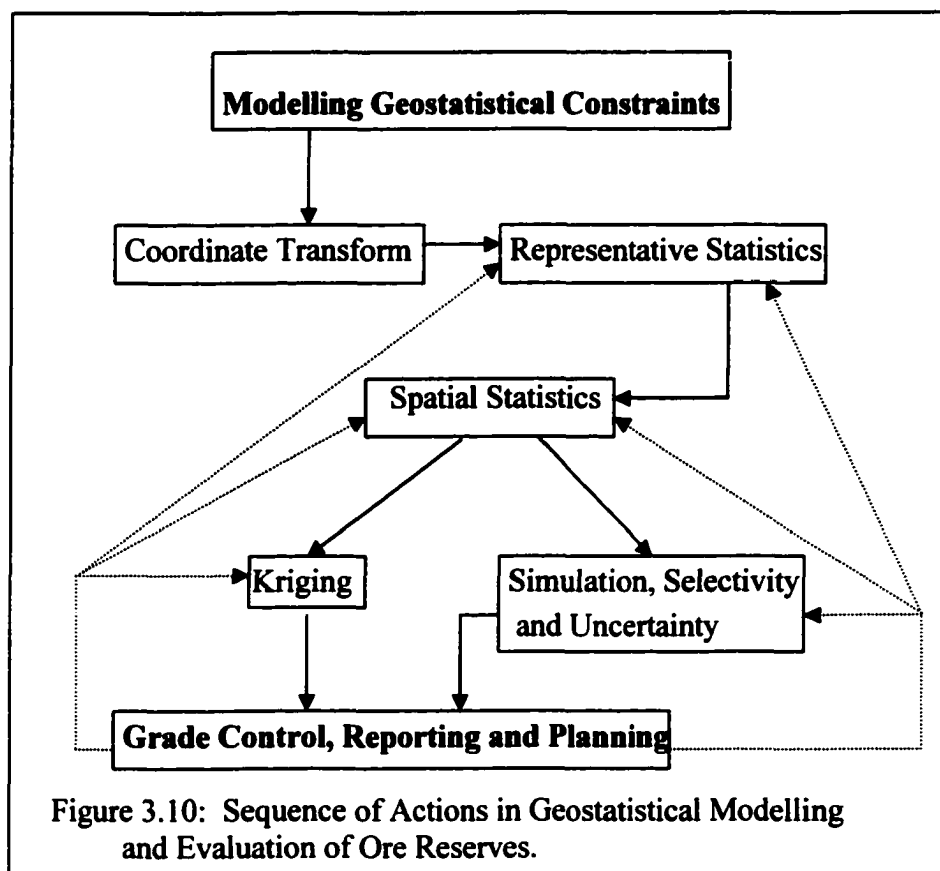 Modelling Geostatistical Constraints
Coordinate Transform
Representative Statistics
Spatial Statistics
Kriging
Simulation, Selectivity
and Uncertainty
Grade Control, Reporting and Planning
Figure 3.10: Sequence of Actions in Geostatistical Modelling
and Evaluation of Ore Reserves.